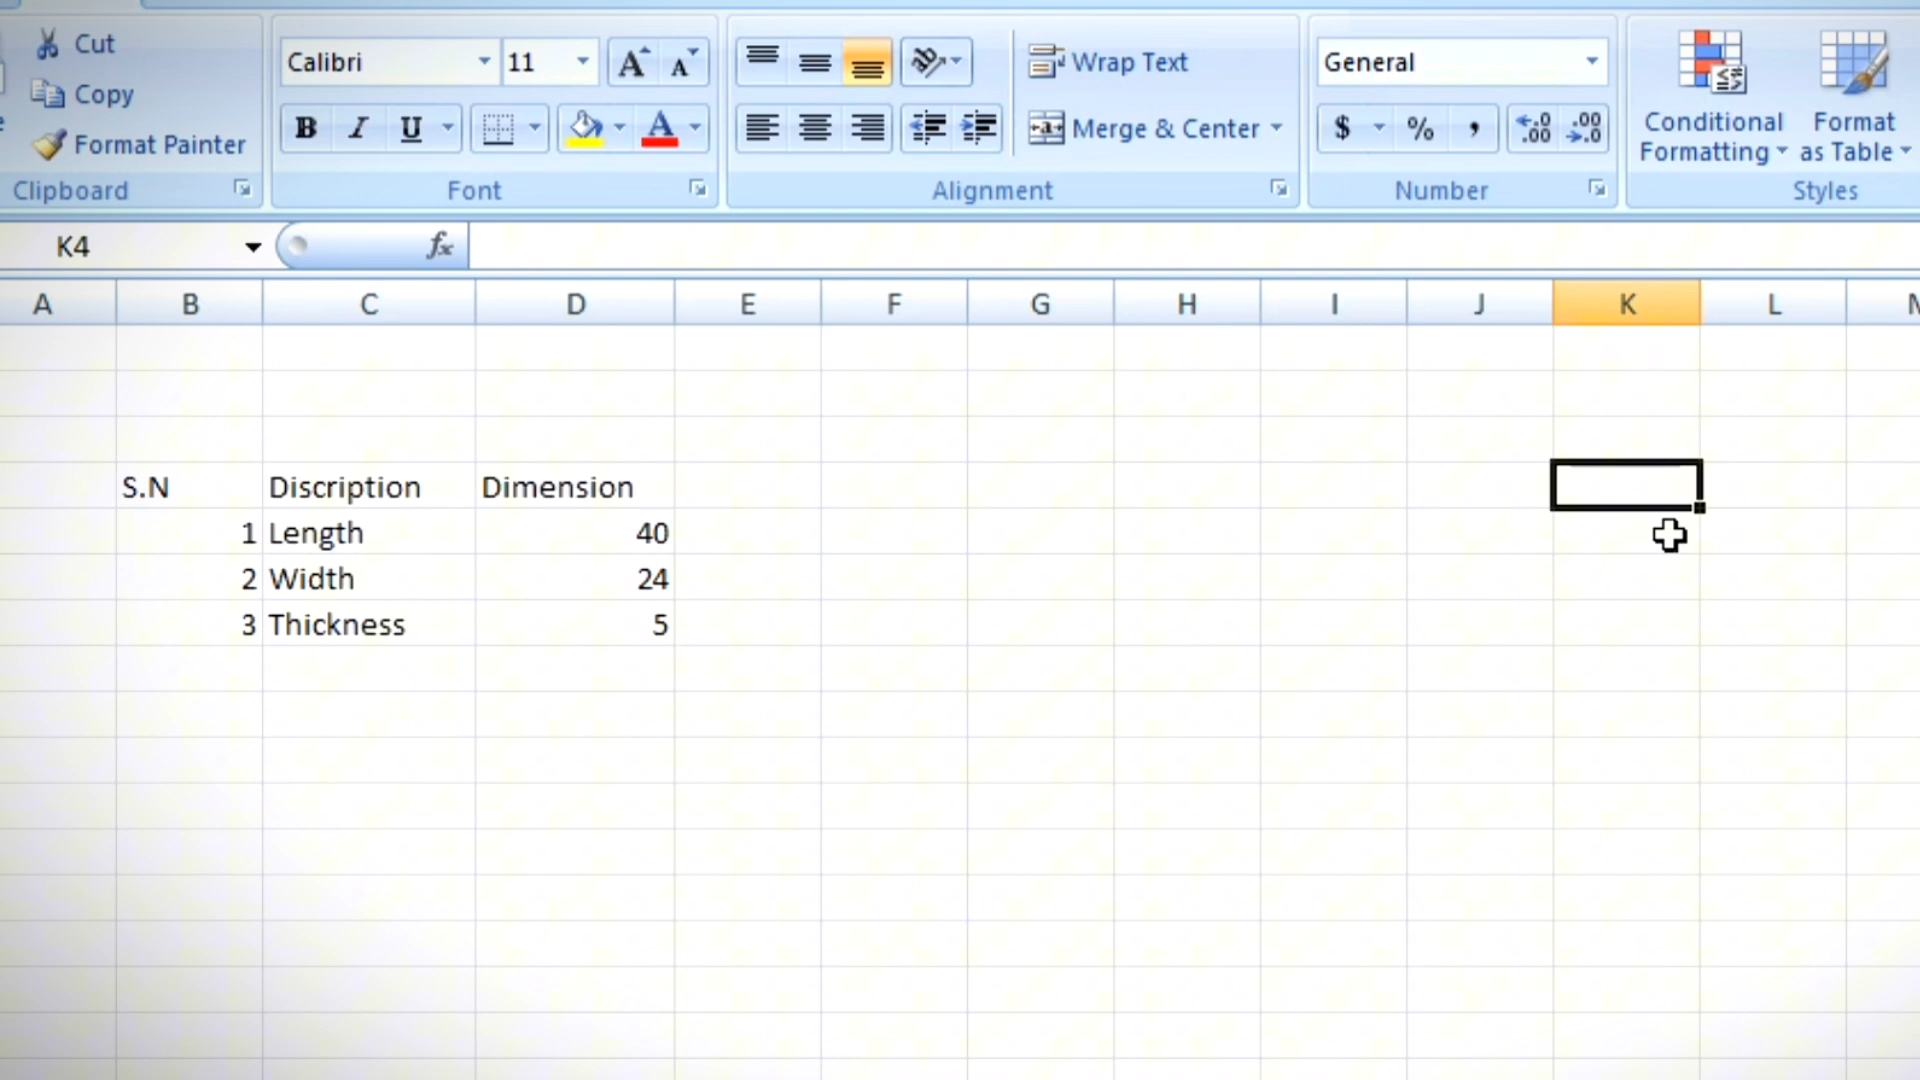 Cut
Copy
Format Painter
Clipboard
Calibri
11
B I U
Font
Wrap Text
Merge & Center
Alignment
General
$ % ,
Number
Conditional Formatting
Format as Table
Styles
K4
fx
A B C D E F G H I J K L
S.N Discription Dimension
1 Length 40
2 Width 24
3 Thickness 5